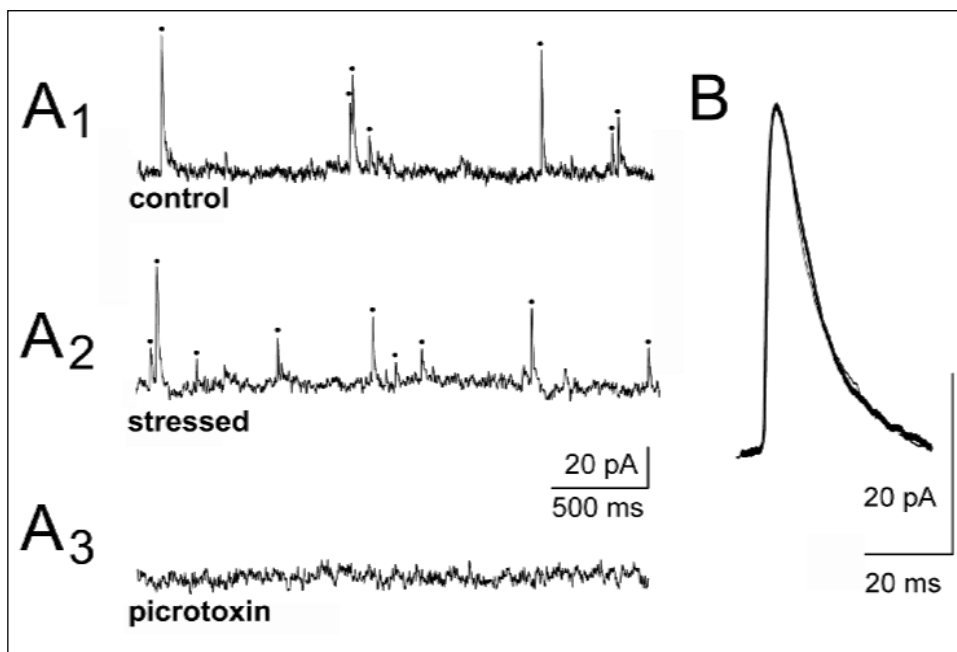 A1
control
A2
stressed
20 pA
500 ms
A3
picrotoxin
B
20 pA
20 ms